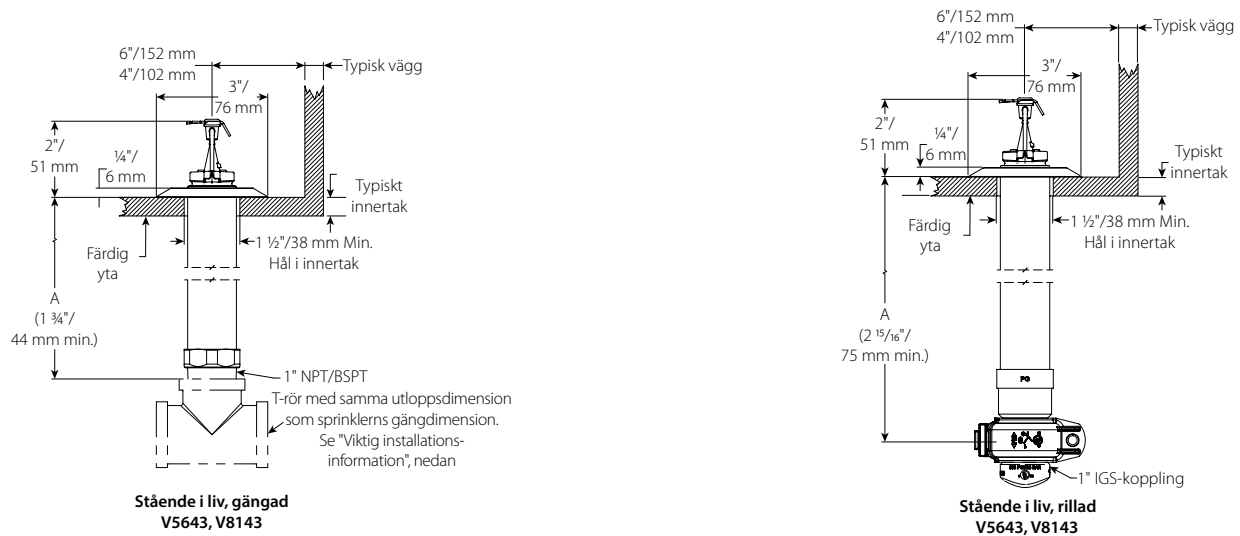 6"/152 mm
4"/102 mm
Typisk vägg
3"/
76 mm
2"/
51 mm
¼"/
6 mm
Typiskt
innertak
Färdig
yta
1 ½"/38 mm Min.
Hål i innertak
A
(1 ¾"/
44 mm min.)
1" NPT/BSPT
T-rör med samma utloppsdimension
som sprinklerns gängdimension.
Se "Viktig installations-
information", nedan
Stående i liv, gängad
V5643, V8143
6"/152 mm
4"/102 mm
Typisk vägg
3"/
76 mm
2"/
51 mm
¼"/
6 mm
Typiskt
innertak
Färdig
yta
1 ½"/38 mm Min.
Hål i innertak
A
(2 ¹⁵/₁₆"/
75 mm min.)
PG
1" IGS-koppling
Stående i liv, rillad
V5643, V8143